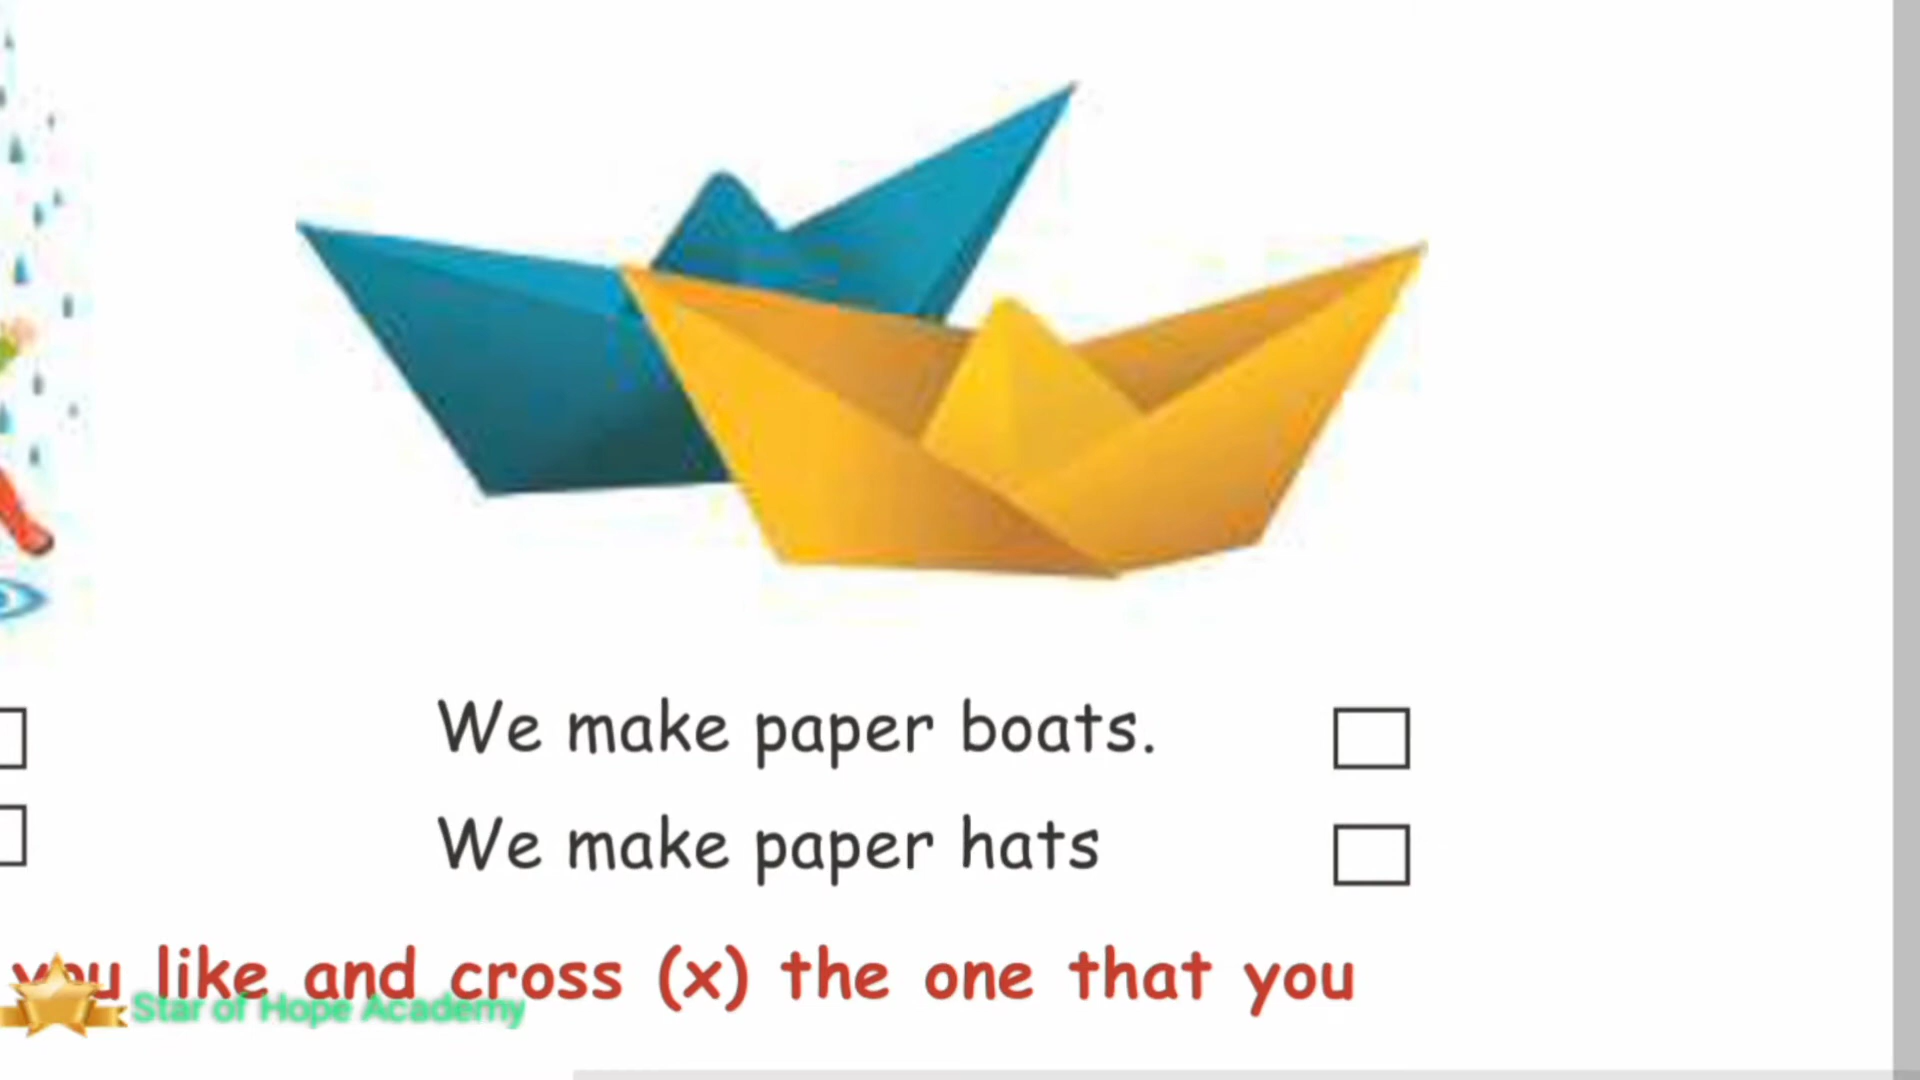 We make paper boats.
We make paper hats
you like and cross (x) the one that you
Star of Hope Academy